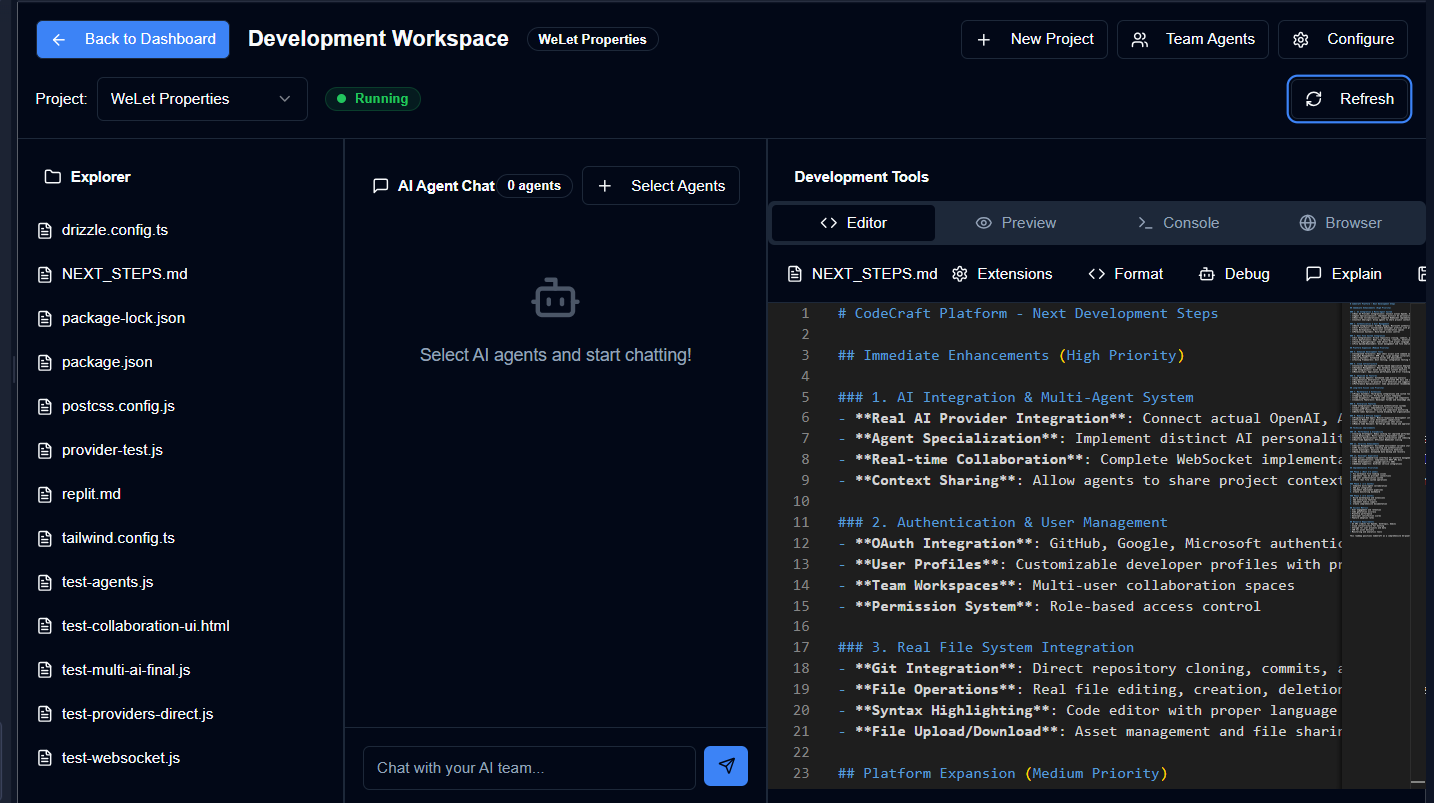 Back to Dashboard
Development Workspace
WeLet Properties
New Project
Team Agents
Configure
Project:
WeLet Properties
Running
Refresh
Explorer
drizzle.config.ts
NEXT_STEPS.md
package-lock.json
package.json
postcss.config.js
provider-test.js
replit.md
tailwind.config.ts
test-agents.js
test-collaboration-ui.html
test-multi-ai-final.js
test-providers-direct.js
test-websocket.js
AI Agent Chat
0 agents
Select Agents
Select AI agents and start chatting!
Chat with your AI team...
Development Tools
Editor
Preview
Console
Browser
NEXT_STEPS.md
Extensions
Format
Debug
Explain
1 # CodeCraft Platform - Next Development Steps
2
3 ## Immediate Enhancements (High Priority)
4
5 ### 1. AI Integration & Multi-Agent System
6 - **Real AI Provider Integration**: Connect actual OpenAI,
7 - **Agent Specialization**: Implement distinct AI
8 - **Real-time Collaboration**: Complete WebSocket
9 - **Context Sharing**: Allow agents to share project context
10
11 ### 2. Authentication & User Management
12 - **OAuth Integration**: GitHub, Google, Microsoft
13 - **User Profiles**: Customizable developer profiles with
14 - **Team Workspaces**: Multi-user collaboration spaces
15 - **Permission System**: Role-based access control
16
17 ### 3. Real File System Integration
18 - **Git Integration**: Direct repository cloning, commits,
19 - **File Operations**: Real file editing, creation,
20 - **Syntax Highlighting**: Code editor with proper language
21 - **File Upload/Download**: Asset management and file
22
23 ## Platform Expansion (Medium Priority)